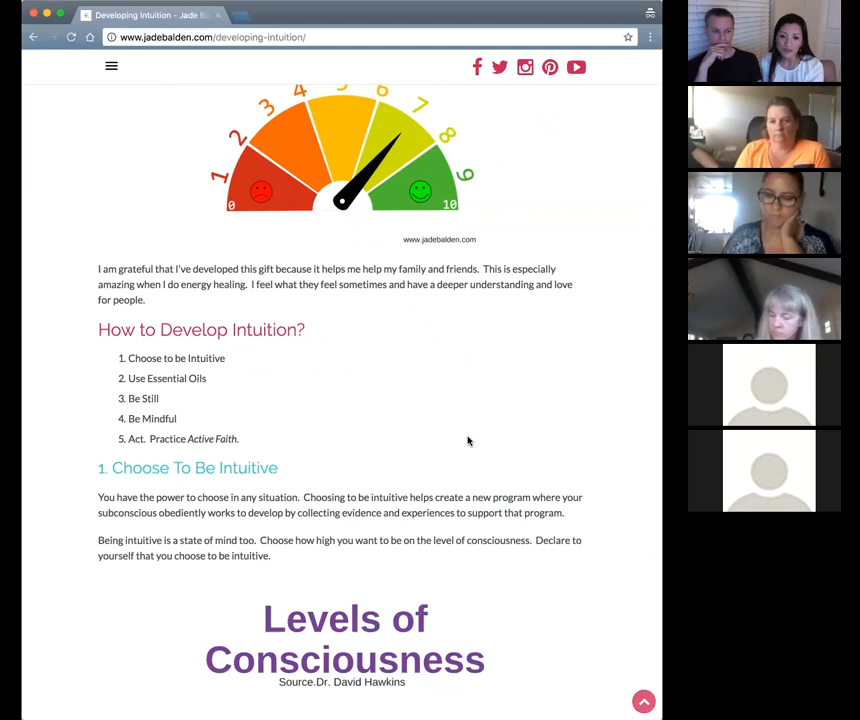 Developing Intuition - Jade B
www.jadebalden.com/developing-intuition/
0 1 2 3 4 5 6 7 8 9 10
www.jadebalden.com
I am grateful that I've developed this gift because it helps me help my family and friends. This is especially
amazing when I do energy healing. I feel what they feel sometimes and have a deeper understanding and love
for people.
How to Develop Intuition?
1. Choose to be Intuitive
2. Use Essential Oils
3. Be Still
4. Be Mindful
5. Act. Practice Active Faith.
1. Choose To Be Intuitive
You have the power to choose in any situation. Choosing to be intuitive helps create a new program where your
subconscious obediently works to develop by collecting evidence and experiences to support that program.
Being intuitive is a state of mind too. Choose how high you want to be on the level of consciousness. Declare to
yourself that you choose to be intuitive.
Levels of
Consciousness
Source.Dr. David Hawkins